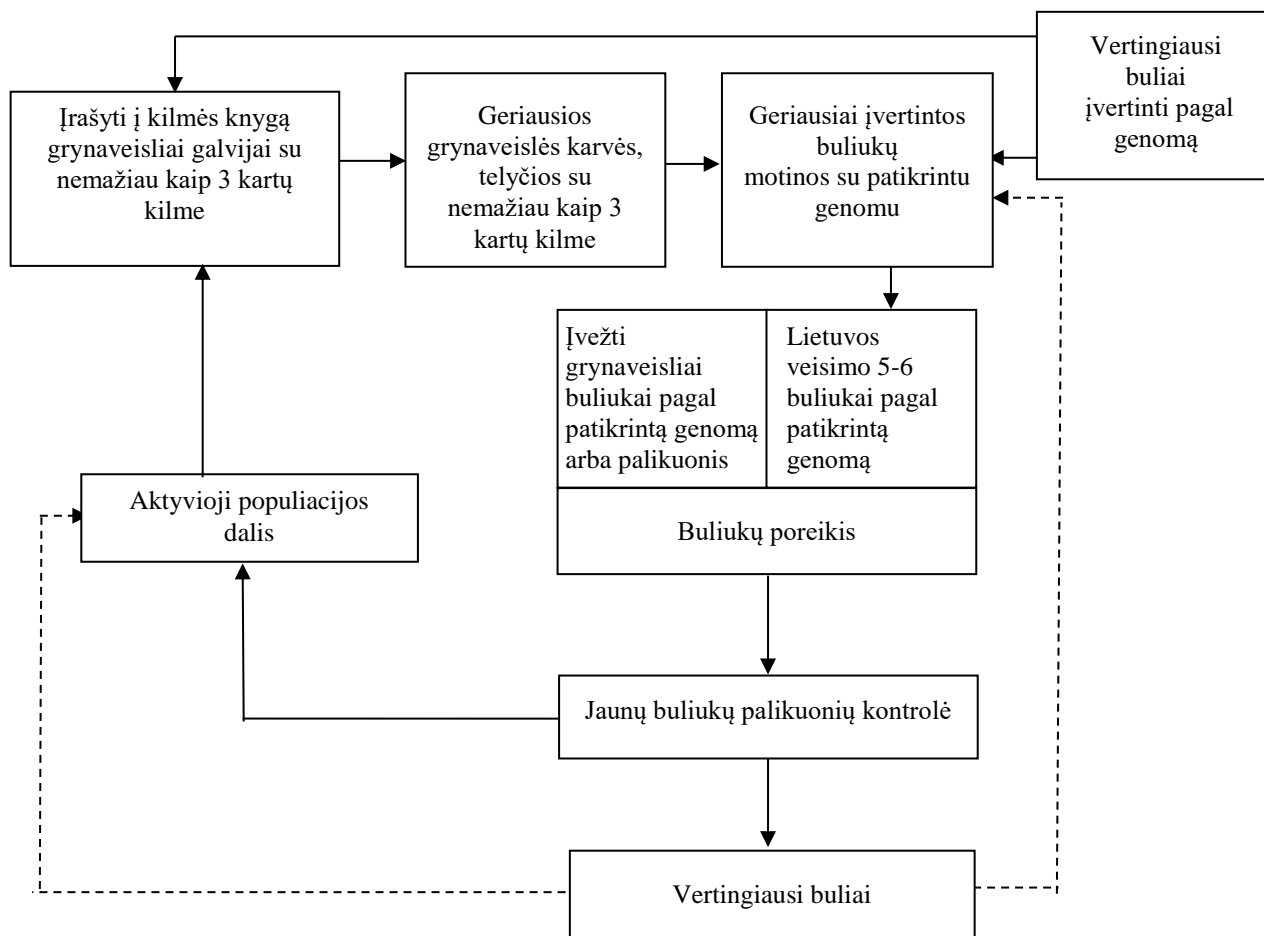 Vertingiausi
buliai
įvertinti pagal
genomą
Įrašyti į kilmės knygą
grynaveisliai galvijai su
nemažiau kaip 3 kartų
kilme
Geriausios
grynaveislės karvės,
telyčios su
nemažiau kaip 3
kartų kilme
Geriausiai įvertintos
buliukų
motinos su patikrintu
genomu
Įvežti
grynaveisliai
buliukai pagal
patikrintą genomą
arba palikuonis
Lietuvos
veisimo 5-6
buliukai pagal
patikrintą
genomą
Aktyvioji populiacijos
dalis
Buliukų poreikis
Jaunų buliukų palikuonių kontrolė
Vertingiausi buliai